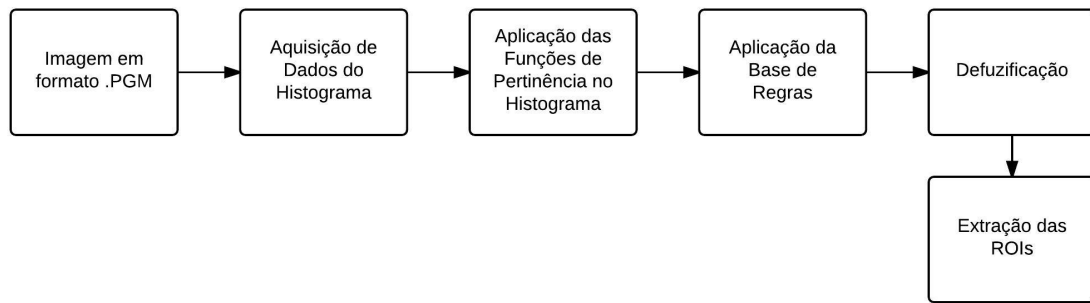 Imagem em
formato .PGM
Aquisição de
Dados do
Histograma
Aplicação das
Funções de
Pertinência no
Histograma
Aplicação da
Base de
Regras
Defuzificação
Extração das
ROIs